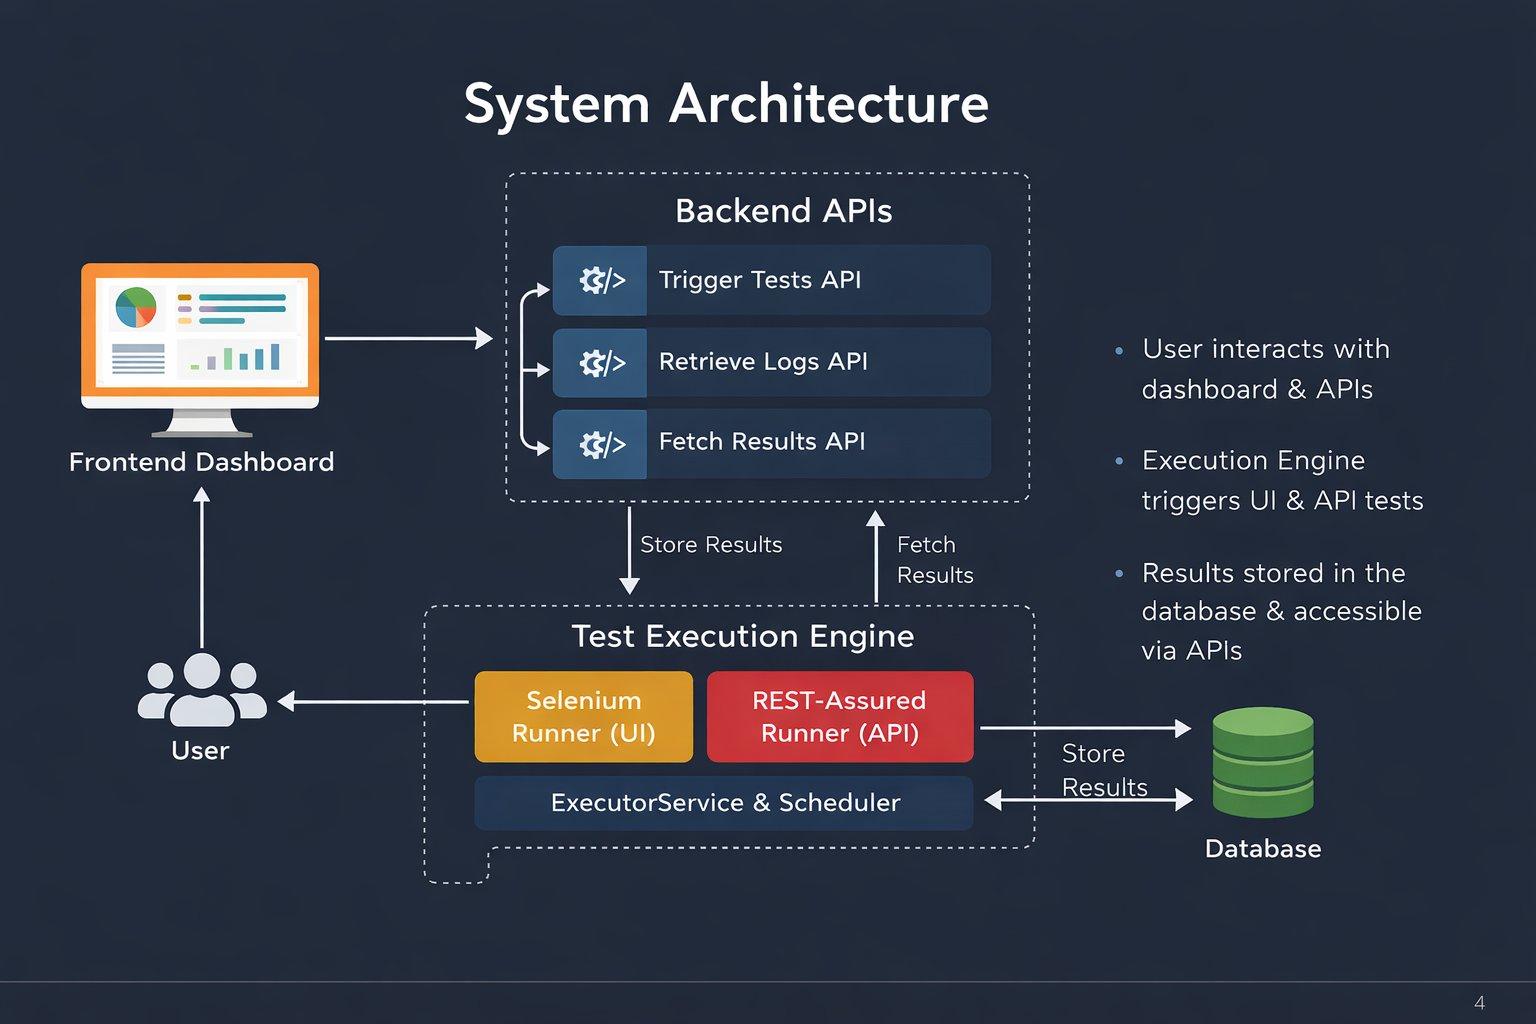 System Architecture
Backend APIs
Trigger Tests API
Retrieve Logs API
Fetch Results API
Frontend Dashboard
Store Results
Fetch
Results
Test Execution Engine
Selenium
Runner (UI)
REST-Assured
Runner (API)
ExecutorService & Scheduler
User
Store
Results
Database
• User interacts with
dashboard & APIs
• Execution Engine
triggers UI & API tests
• Results stored in the
database & accessible
via APIs
4